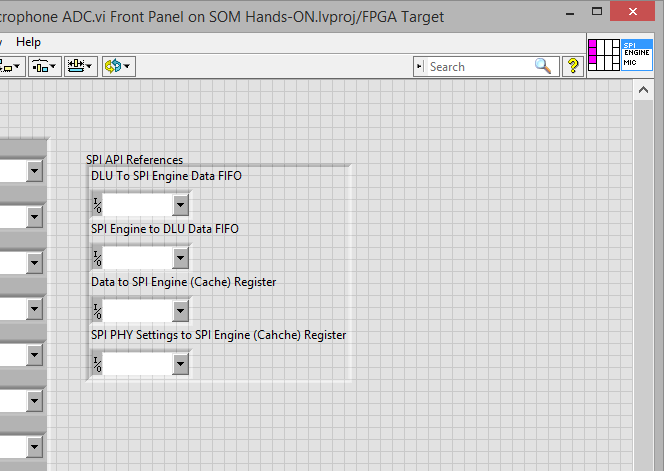 crophone ADC.vi Front Panel on SOM Hands-ON.lvproj/FPGA Target
Help
Search
?
SPI
ENGINE
MIC
SPI API References
DLU To SPI Engine Data FIFO
I/O
SPI Engine to DLU Data FIFO
I/O
Data to SPI Engine (Cache) Register
I/O
SPI PHY Settings to SPI Engine (Cahche) Register
I/O